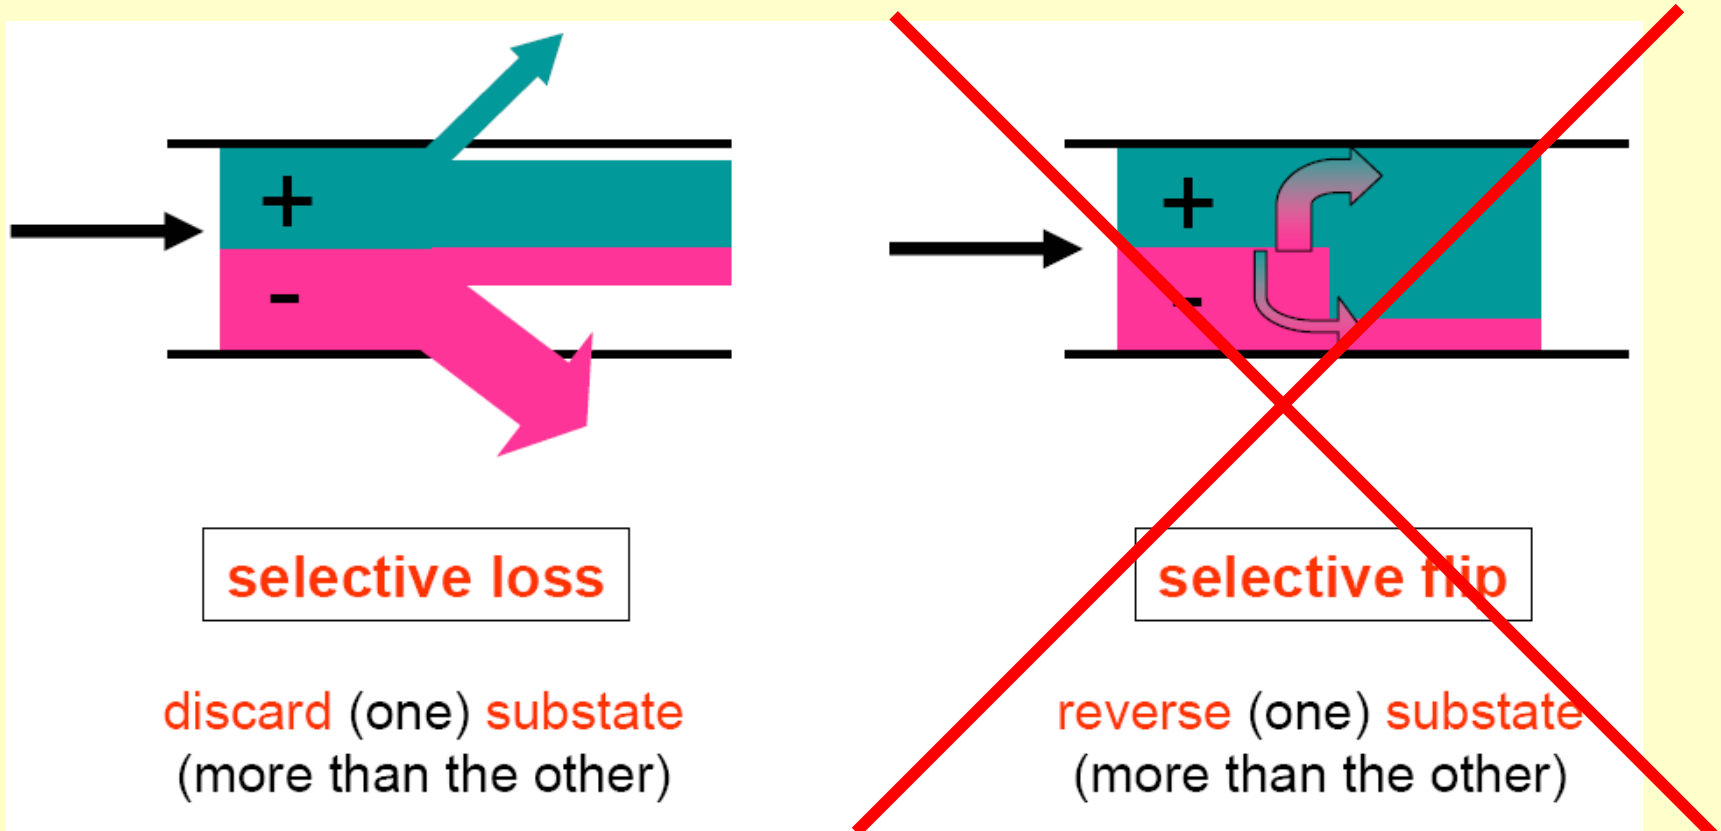 +
-
selective loss
discard (one) substate
(more than the other)
+
-
selective flip
reverse (one) substate
(more than the other)